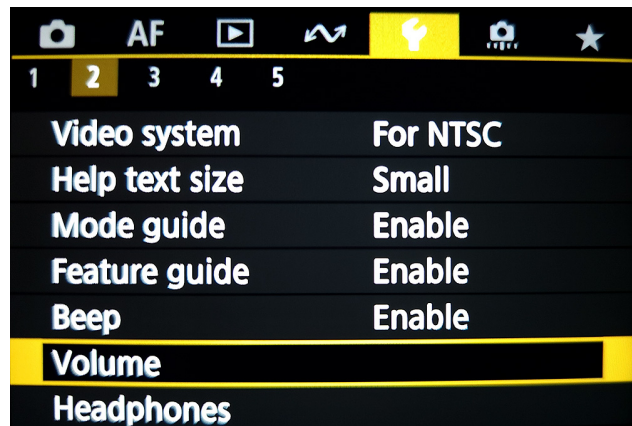 AF
1 2 3 4 5
Video system For NTSC
Help text size Small
Mode guide Enable
Feature guide Enable
Beep Enable
Volume
Headphones